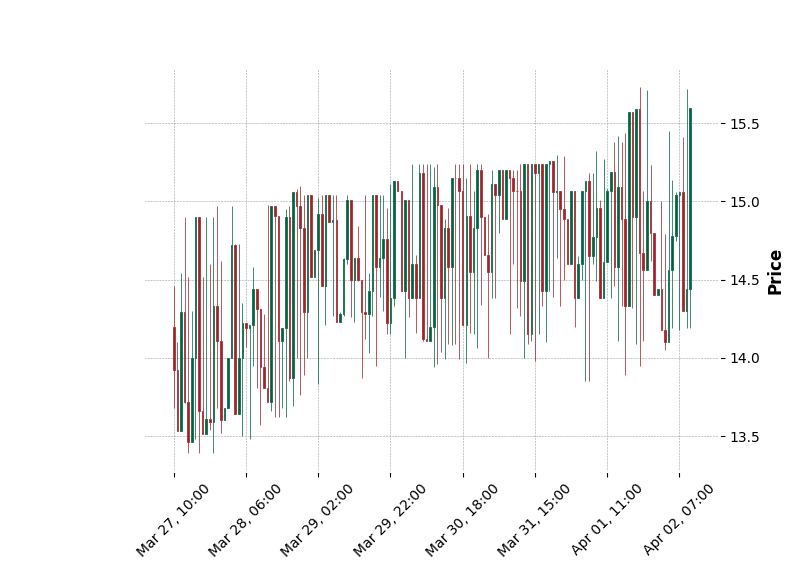 15.5
15.0
14.5
14.0
13.5
Price
Mar 27, 10:00
Mar 28, 06:00
Mar 29, 02:00
Mar 29, 22:00
Mar 30, 18:00
Mar 31, 15:00
Apr 01, 11:00
Apr 02, 07:00